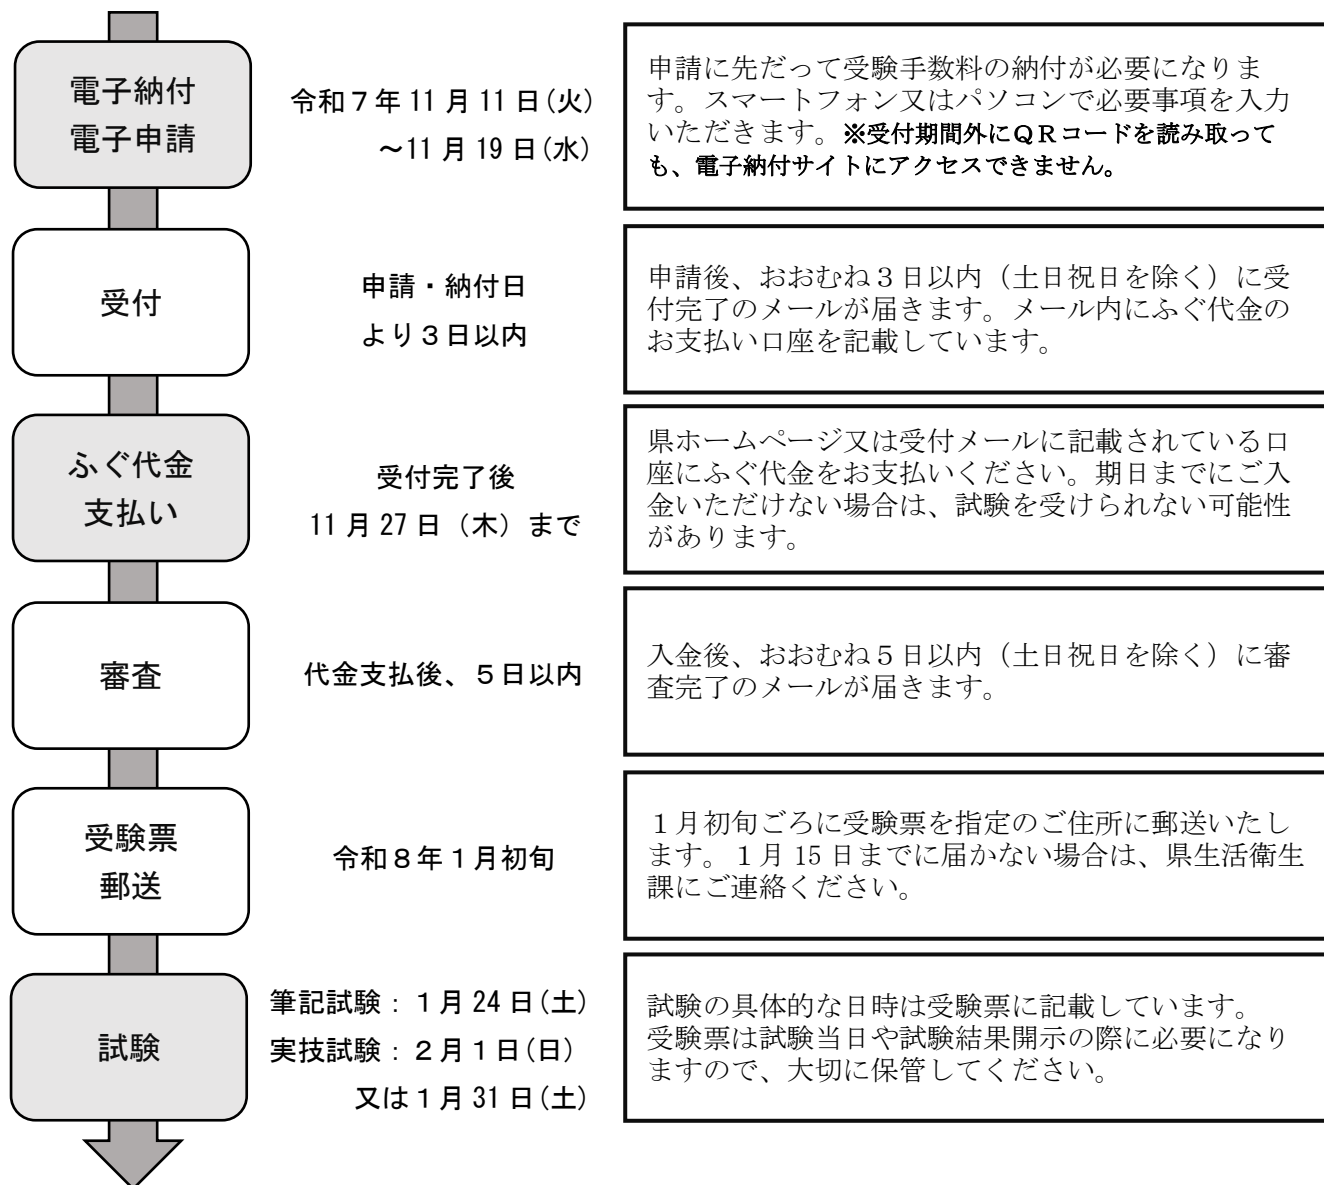 電子納付
電子申請
令和７年11月11日(火)
～11月19日(水)
申請に先だって受験手数料の納付が必要になりま
す。スマートフォン又はパソコンで必要事項を入力
いただきます。※受付期間外にＱＲコードを読み取って
も、電子納付サイトにアクセスできません。
受付
申請・納付日
より３日以内
申請後、おおむね３日以内（土日祝日を除く）に受
付完了のメールが届きます。メール内にふぐ代金の
お支払い口座を記載しています。
ふぐ代金
支払い
受付完了後
11月27日（木）まで
県ホームページ又は受付メールに記載されている口
座にふぐ代金をお支払いください。期日までにご入
金いただけない場合は、試験を受けられない可能性
があります。
審査
代金支払後、５日以内
入金後、おおむね５日以内（土日祝日を除く）に審
査完了のメールが届きます。
受験票
郵送
令和８年１月初旬
１月初旬ごろに受験票を指定のご住所に郵送いたし
ます。１月15日までに届かない場合は、県生活衛生
課にご連絡ください。
試験
筆記試験：１月24日(土)
実技試験：２月１日(日)
又は１月31日(土)
試験の具体的な日時は受験票に記載しています。
受験票は試験当日や試験結果開示の際に必要になり
ますので、大切に保管してください。